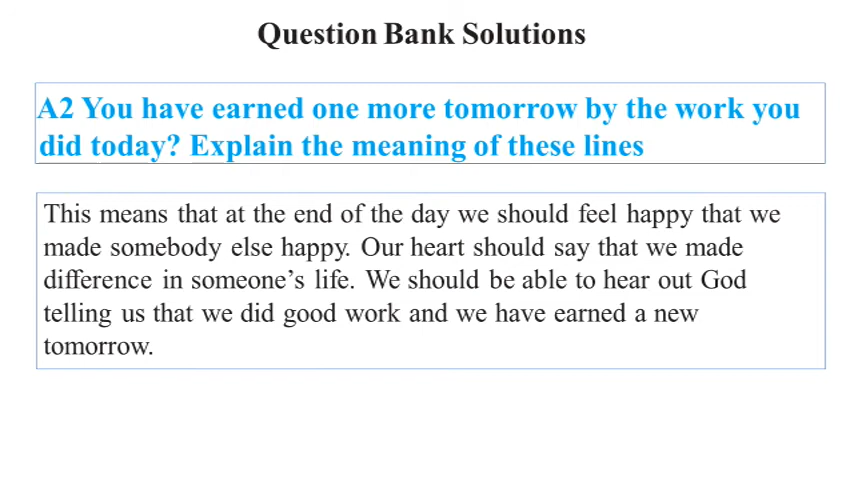 Question Bank Solutions
A2 You have earned one more tomorrow by the work you
did today? Explain the meaning of these lines
This means that at the end of the day we should feel happy that we
made somebody else happy. Our heart should say that we made
difference in someone’s life. We should be able to hear out God
telling us that we did good work and we have earned a new
tomorrow.